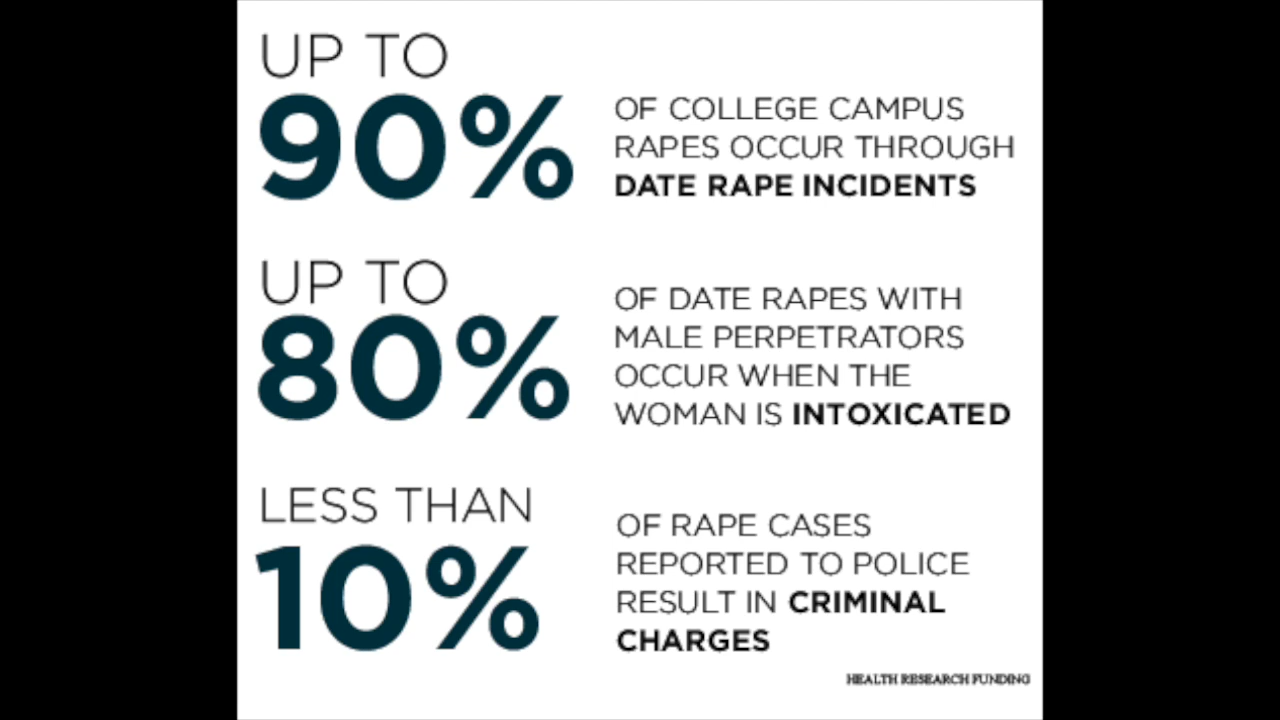 UP TO
90%
OF COLLEGE CAMPUS
RAPES OCCUR THROUGH
DATE RAPE INCIDENTS
UP TO
80%
OF DATE RAPES WITH
MALE PERPETRATORS
OCCUR WHEN THE
WOMAN IS INTOXICATED
LESS THAN
10%
OF RAPE CASES
REPORTED TO POLICE
RESULT IN CRIMINAL
CHARGES
HEALTH RESEARCH FUNDING